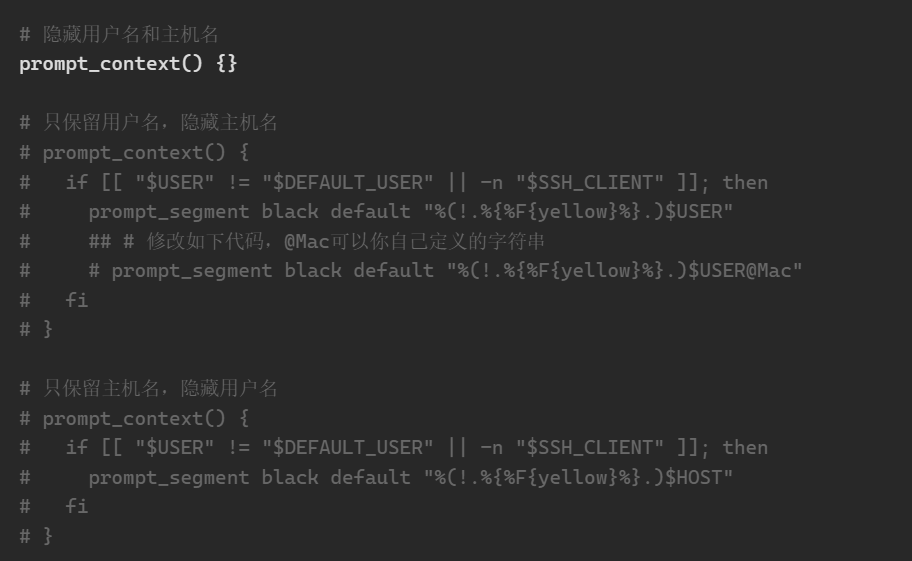 # 隐藏用户名和主机名
prompt_context() {}
# 只保留用户名，隐藏主机名
# prompt_context() {
#   if [[ "$USER" != "$DEFAULT_USER" || -n "$SSH_CLIENT" ]]; then
#     prompt_segment black default "%(!.%{%F{yellow}%}.)$USER"
#     ## # 修改如下代码，@Mac可以你自己定义的字符串
#     # prompt_segment black default "%(!.%{%F{yellow}%}.)$USER@Mac"
#   fi
# }
# 只保留主机名，隐藏用户名
# prompt_context() {
#   if [[ "$USER" != "$DEFAULT_USER" || -n "$SSH_CLIENT" ]]; then
#     prompt_segment black default "%(!.%{%F{yellow}%}.)$HOST"
#   fi
# }